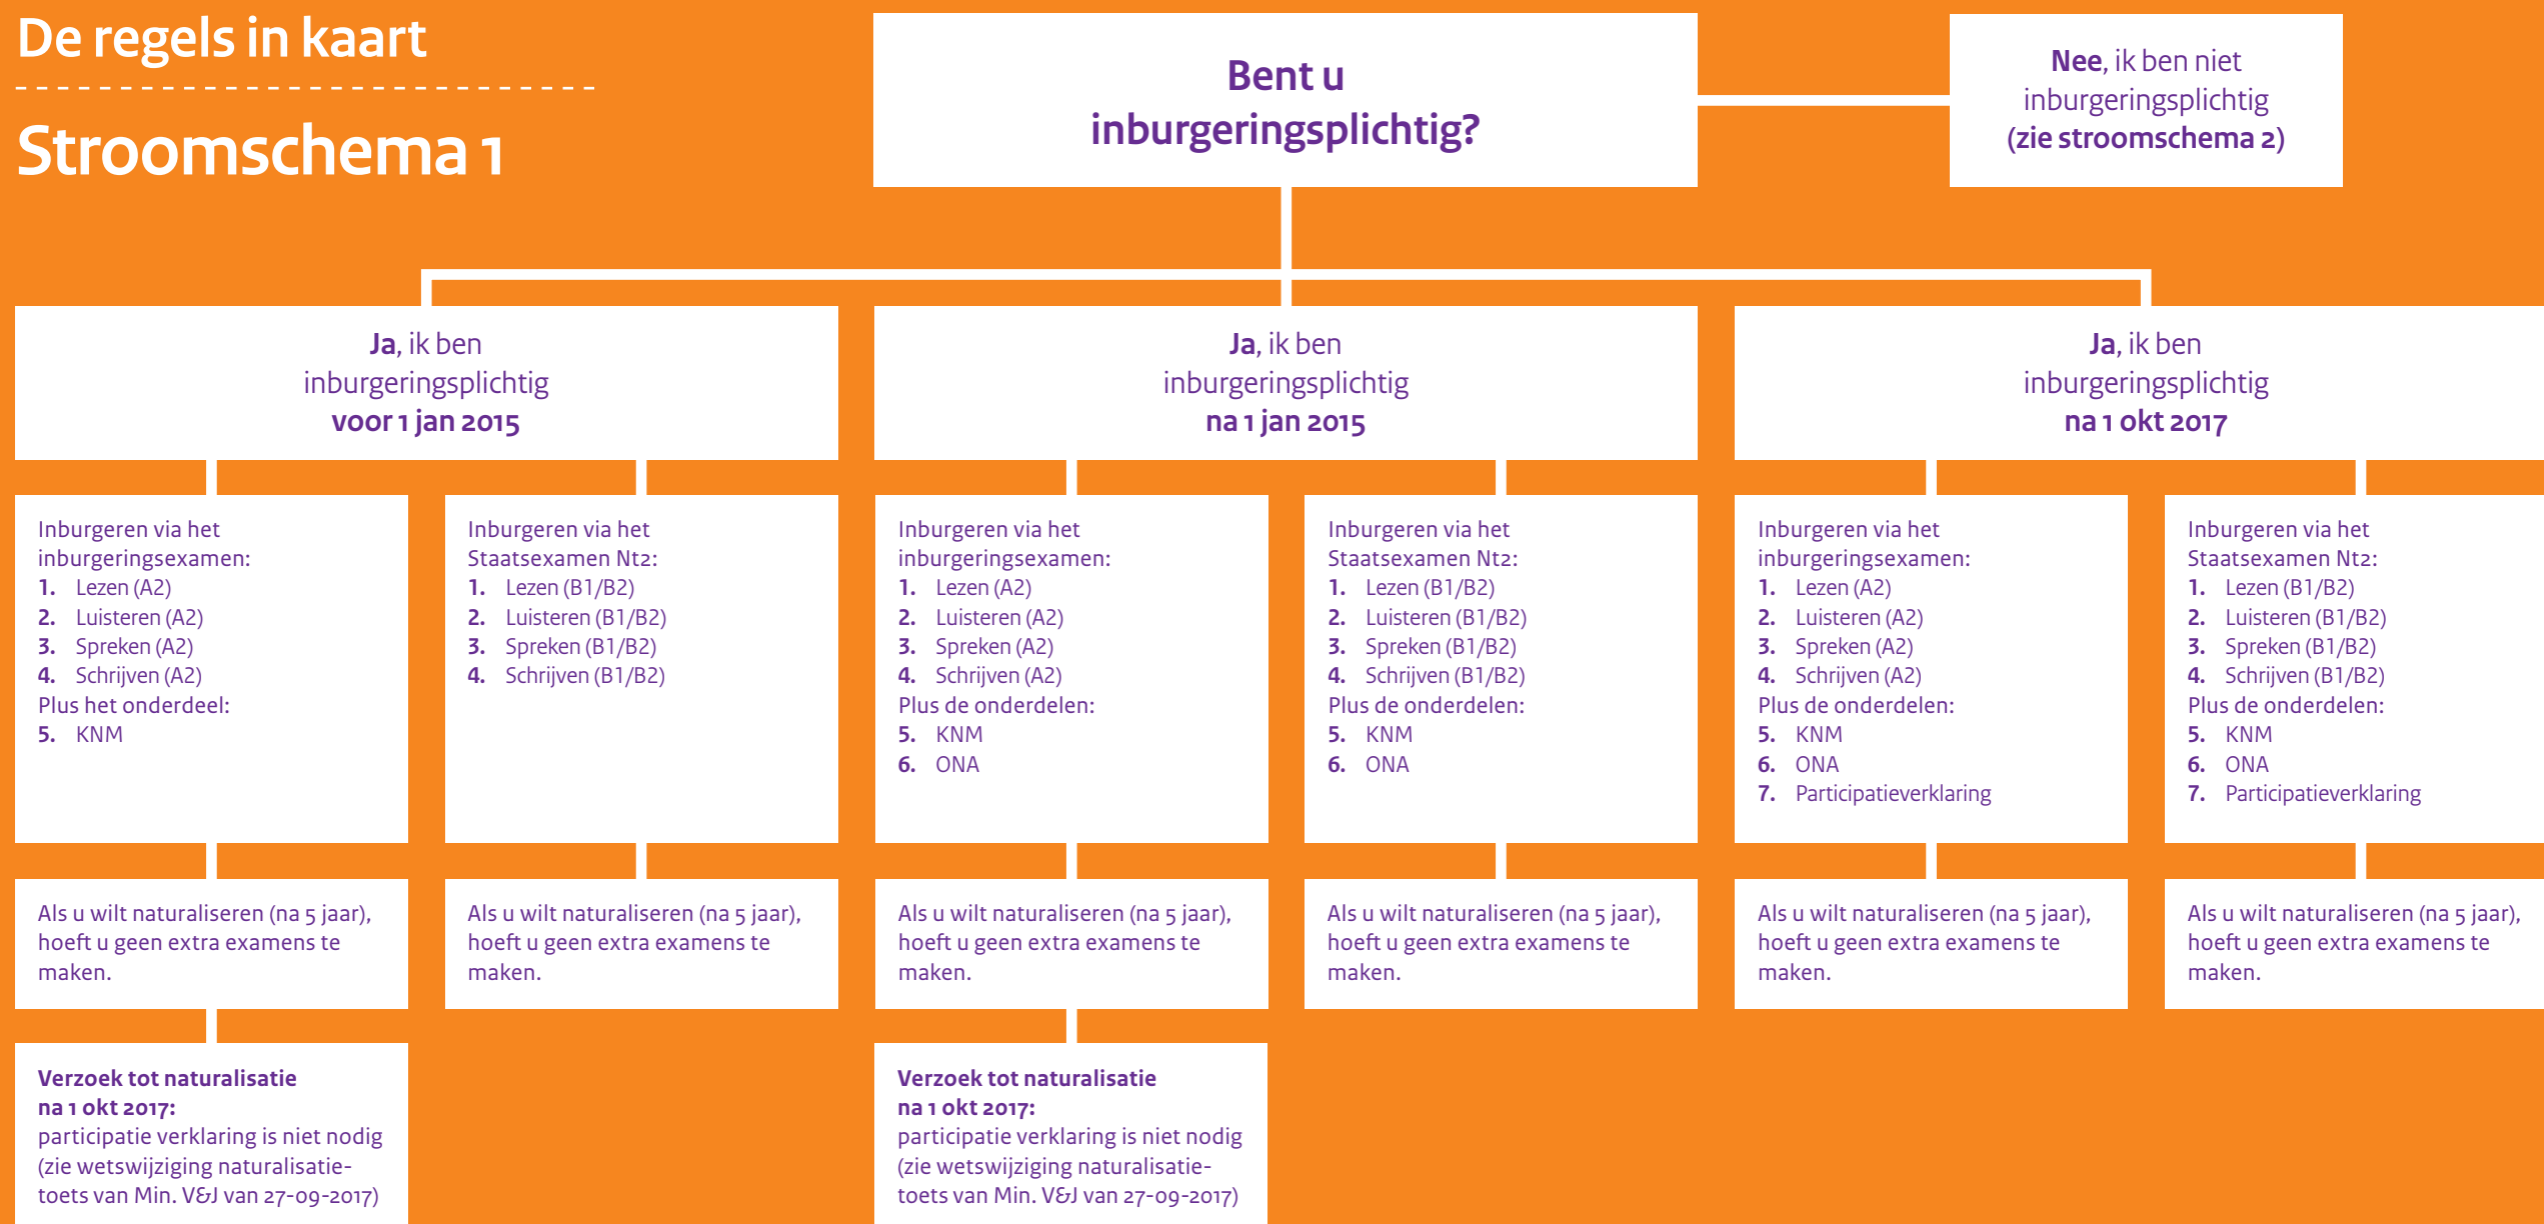 De regels in kaart
Stroomschema 1
Bent u
inburgeringsplichtig?
Nee, ik ben niet
inburgeringsplichtig
(zie stroomschema 2)
Ja, ik ben
inburgeringsplichtig
voor 1 jan 2015
Ja, ik ben
inburgeringsplichtig
na 1 jan 2015
Ja, ik ben
inburgeringsplichtig
na 1 okt 2017
Inburgeren via het
inburgeringsexamen:
1. Lezen (A2)
2. Luisteren (A2)
3. Spreken (A2)
4. Schrijven (A2)
Plus het onderdeel:
5. KNM
Inburgeren via het
Staatsexamen Nt2:
1. Lezen (B1/B2)
2. Luisteren (B1/B2)
3. Spreken (B1/B2)
4. Schrijven (B1/B2)
Inburgeren via het
inburgeringsexamen:
1. Lezen (A2)
2. Luisteren (A2)
3. Spreken (A2)
4. Schrijven (A2)
Plus de onderdelen:
5. KNM
6. ONA
Inburgeren via het
Staatsexamen Nt2:
1. Lezen (B1/B2)
2. Luisteren (B1/B2)
3. Spreken (B1/B2)
4. Schrijven (B1/B2)
Plus de onderdelen:
5. KNM
6. ONA
Inburgeren via het
inburgeringsexamen:
1. Lezen (A2)
2. Luisteren (A2)
3. Spreken (A2)
4. Schrijven (A2)
Plus de onderdelen:
5. KNM
6. ONA
7. Participatieverklaring
Inburgeren via het
Staatsexamen Nt2:
1. Lezen (B1/B2)
2. Luisteren (B1/B2)
3. Spreken (B1/B2)
4. Schrijven (B1/B2)
Plus de onderdelen:
5. KNM
6. ONA
7. Participatieverklaring
Als u wilt naturaliseren (na 5 jaar),
hoeft u geen extra examens te
maken.
Als u wilt naturaliseren (na 5 jaar),
hoeft u geen extra examens te
maken.
Als u wilt naturaliseren (na 5 jaar),
hoeft u geen extra examens te
maken.
Als u wilt naturaliseren (na 5 jaar),
hoeft u geen extra examens te
maken.
Als u wilt naturaliseren (na 5 jaar),
hoeft u geen extra examens te
maken.
Als u wilt naturaliseren (na 5 jaar),
hoeft u geen extra examens te
maken.
Verzoek tot naturalisatie
na 1 okt 2017:
participatie verklaring is niet nodig
(zie wetswijziging naturalisatie-
toets van Min. V&J van 27-09-2017)
Verzoek tot naturalisatie
na 1 okt 2017:
participatie verklaring is niet nodig
(zie wetswijziging naturalisatie-
toets van Min. V&J van 27-09-2017)